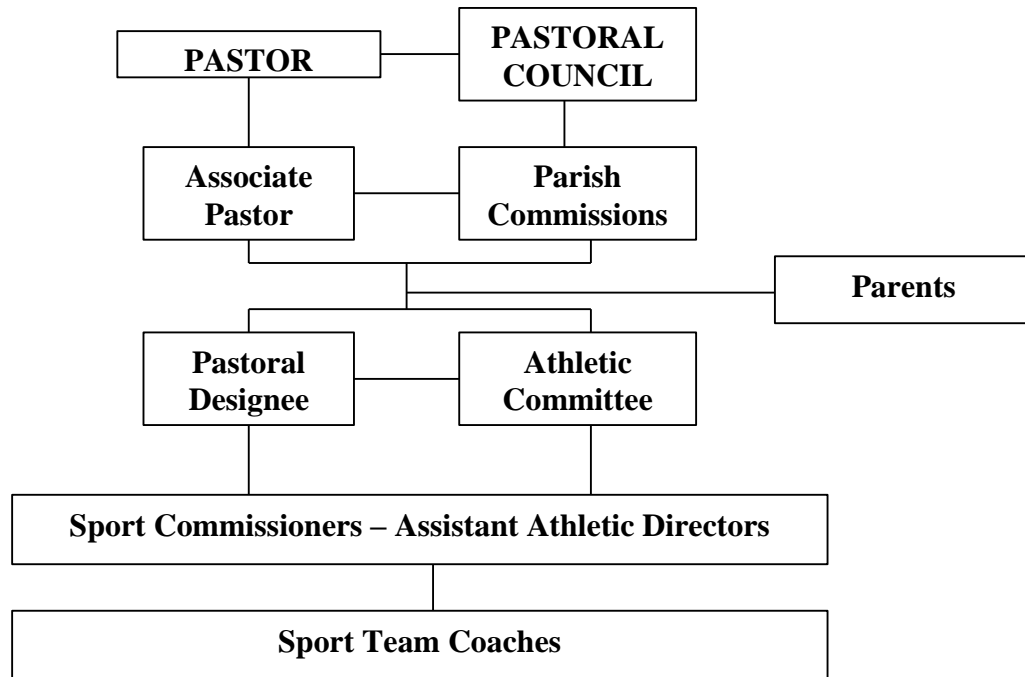 PASTOR
PASTORAL
COUNCIL
Associate
Pastor
Parish
Commissions
Parents
Pastoral
Designee
Athletic
Committee
Sport Commissioners – Assistant Athletic Directors
Sport Team Coaches